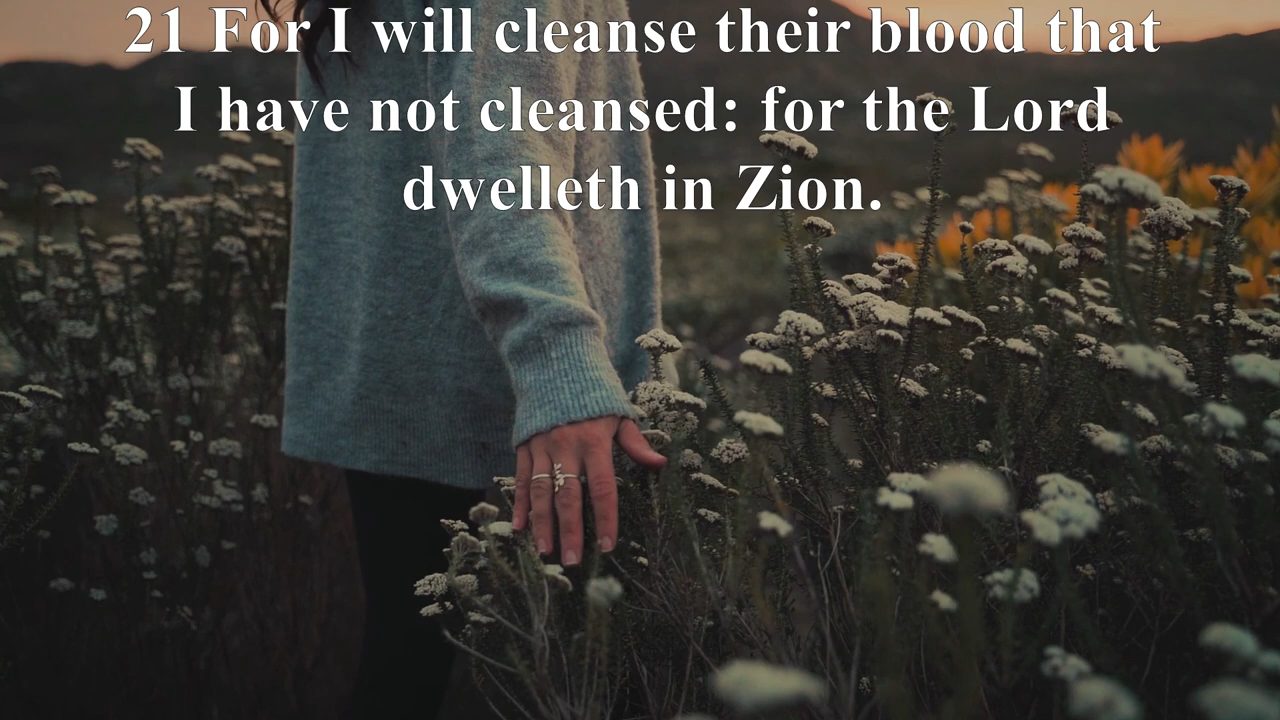 21 For I will cleanse their blood that
I have not cleansed: for the Lord
dwelleth in Zion.